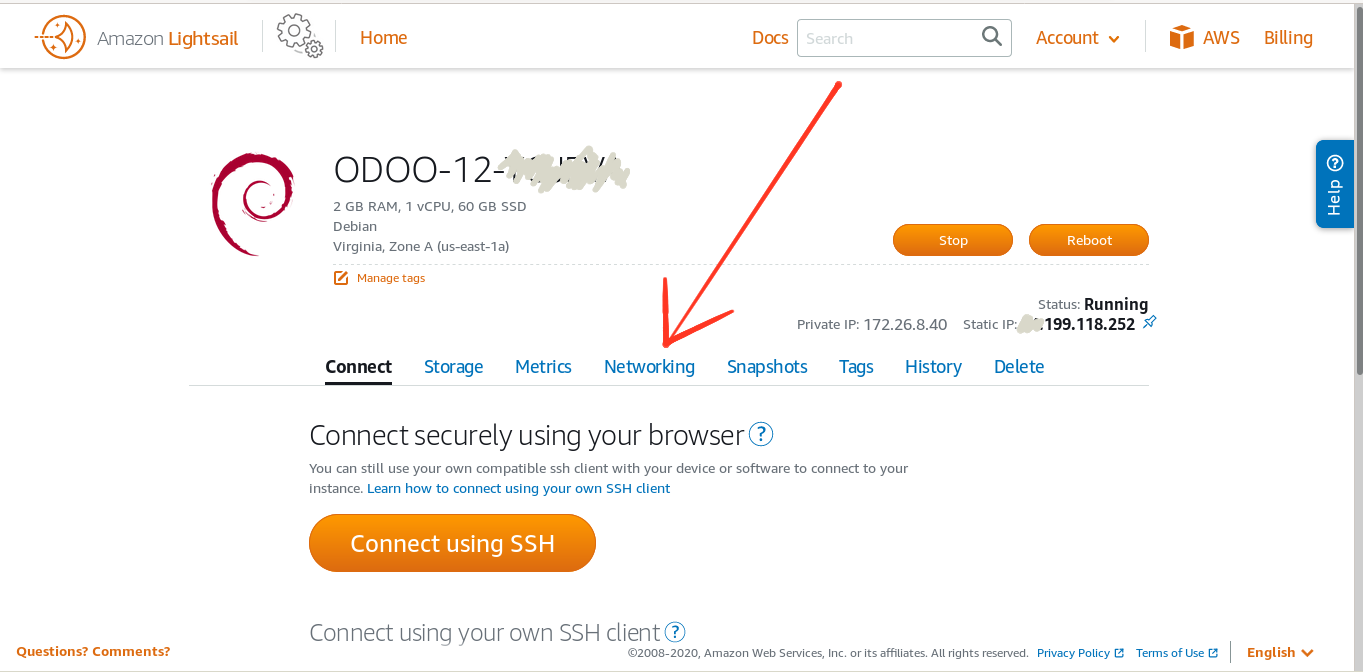 Amazon Lightsail Home Docs Search Account AWS Billing
Help
ODOO-12-
2 GB RAM, 1 vCPU, 60 GB SSD
Debian
Virginia, Zone A (us-east-1a)
Stop Reboot
Manage tags
Status: Running
Private IP: 172.26.8.40 Static IP: .199.118.252
Connect Storage Metrics Networking Snapshots Tags History Delete
Connect securely using your browser ?
You can still use your own compatible ssh client with your device or software to connect to your
instance. Learn how to connect using your own SSH client
Connect using SSH
Connect using your own SSH client ?
Questions? Comments? ©2008-2020, Amazon Web Services, Inc. or its affiliates. All rights reserved. Privacy Policy Terms of Use English